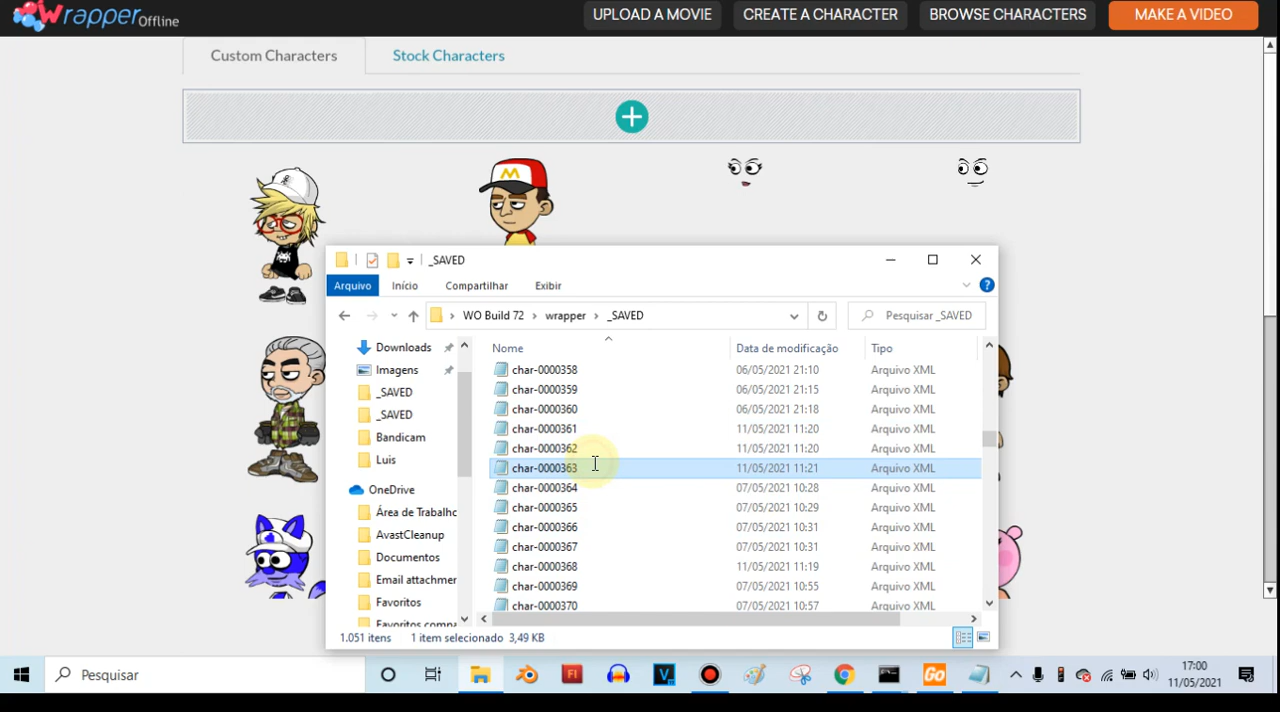 Wrapper Offline
UPLOAD A MOVIE
CREATE A CHARACTER
BROWSE CHARACTERS
MAKE A VIDEO
Custom Characters
Stock Characters
_SAVED
Arquivo
Início
Compartilhar
Exibir
WO Build 72 > wrapper > _SAVED
Pesquisar _SAVED
Downloads
Imagens
_SAVED
_SAVED
Bandicam
Luis
OneDrive
Área de Trabalho
AvastCleanup
Documentos
Email attachmer
Favoritos
Favoritos compa
Nome Data de modificação Tipo
char-0000358 06/05/2021 21:10 Arquivo XML
char-0000359 06/05/2021 21:15 Arquivo XML
char-0000360 06/05/2021 21:18 Arquivo XML
char-0000361 11/05/2021 11:20 Arquivo XML
char-0000362 11/05/2021 11:20 Arquivo XML
char-0000363 11/05/2021 11:21 Arquivo XML
char-0000364 07/05/2021 10:28 Arquivo XML
char-0000365 07/05/2021 10:29 Arquivo XML
char-0000366 07/05/2021 10:31 Arquivo XML
char-0000367 07/05/2021 10:31 Arquivo XML
char-0000368 11/05/2021 11:19 Arquivo XML
char-0000369 07/05/2021 10:55 Arquivo XML
char-0000370 07/05/2021 10:57 Arquivo XML
1.051 itens 1 item selecionado 3,49 KB
Pesquisar
Go
17:00
11/05/2021